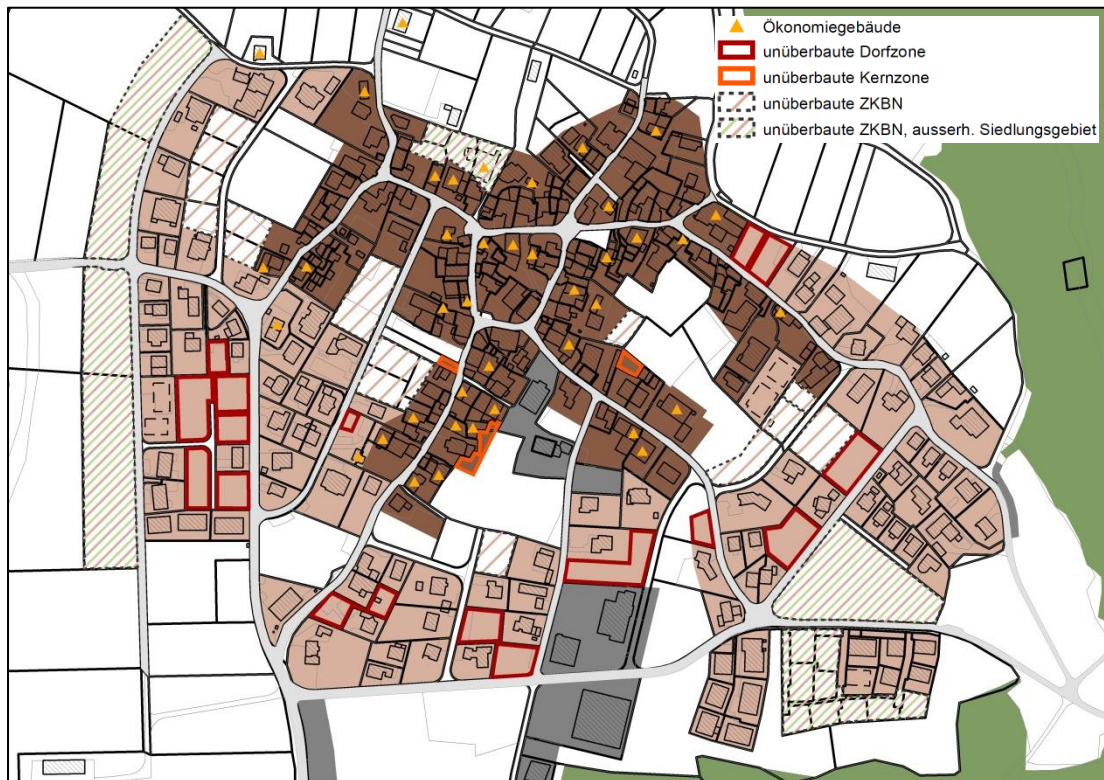 Ökonomiegebäude
unüberbaute Dorfzone
unüberbaute Kernzone
unüberbaute ZKBN
unüberbaute ZKBN, ausserh. Siedlungsgebiet